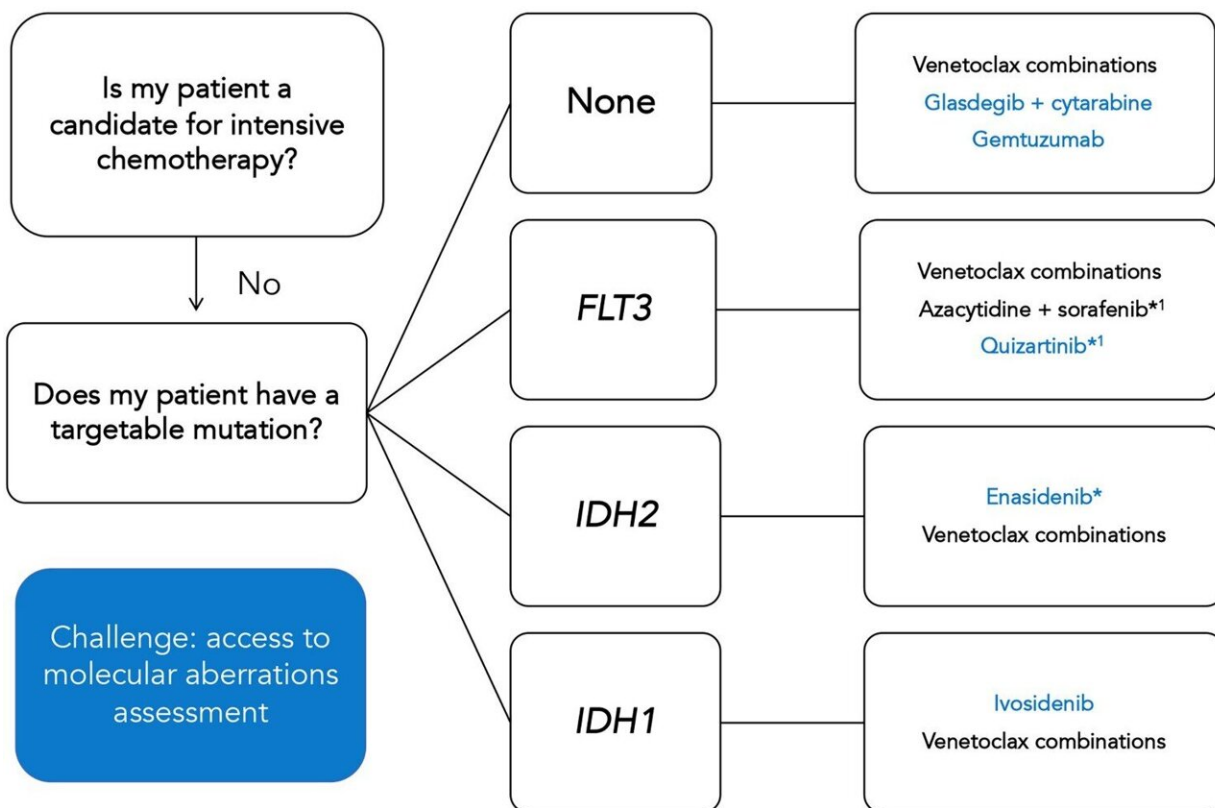 Is my patient a
candidate for intensive
chemotherapy?
No
Does my patient have a
targetable mutation?
Challenge: access to
molecular aberrations
assessment
None
Venetoclax combinations
Glasdegib + cytarabine
Gemtuzumab
FLT3
Venetoclax combinations
Azacytidine + sorafenib*¹
Quizartinib*¹
IDH2
Enasidenib*
Venetoclax combinations
IDH1
Ivosidenib
Venetoclax combinations